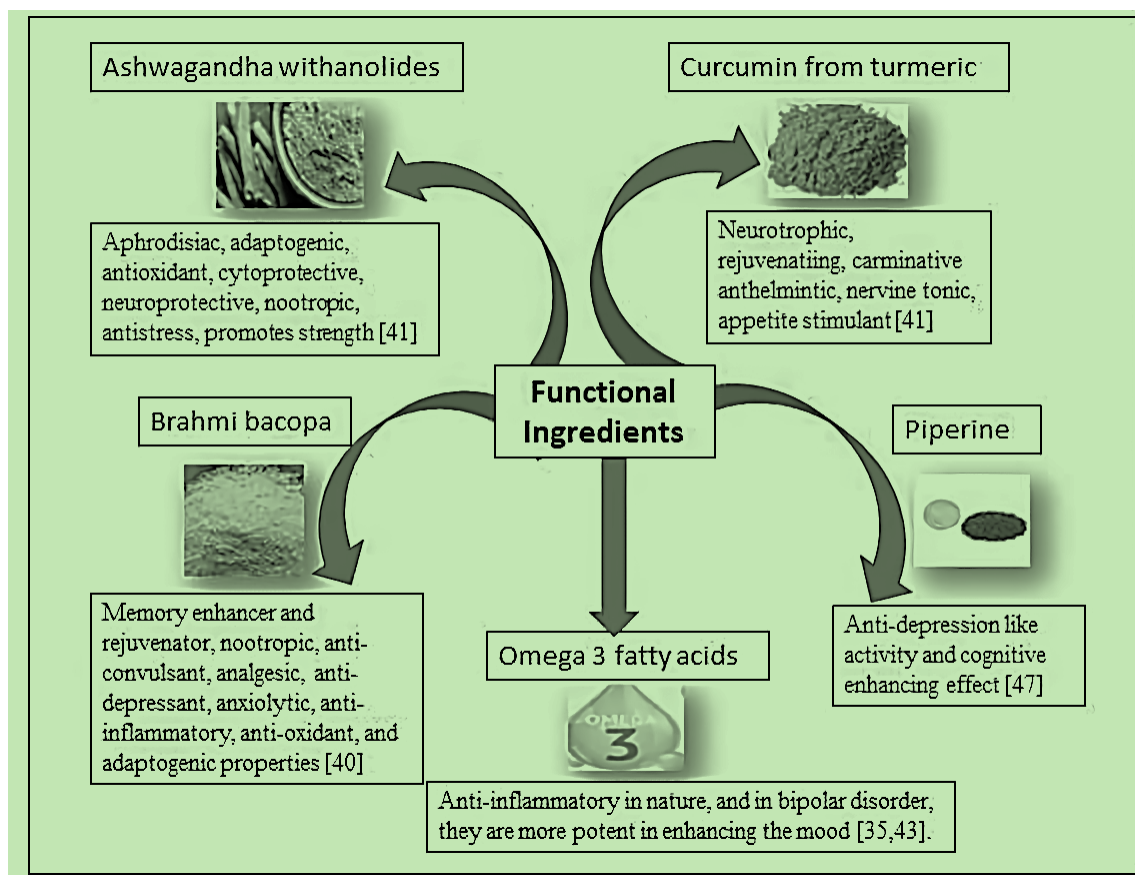 Ashwagandha withanolides
Aphrodisiac, adaptogenic,
antioxidant, cytoprotective,
neuroprotective, nootropic,
antistress, promotes strength [41]
Curcumin from turmeric
Neurotrophic,
rejuvenatiing, carminative
anthelmintic, nervine tonic,
appetite stimulant [41]
Functional
Ingredients
Brahmi bacopa
Memory enhancer and
rejuvenator, nootropic, anti-
convulsant, analgesic, anti-
depressant, anxiolytic, anti-
inflammatory, anti-oxidant, and
adaptogenic properties [40]
Omega 3 fatty acids
OMEGA
3
Anti-inflammatory in nature, and in bipolar disorder,
they are more potent in enhancing the mood [35,43].
Piperine
Anti-depression like
activity and cognitive
enhancing effect [47]